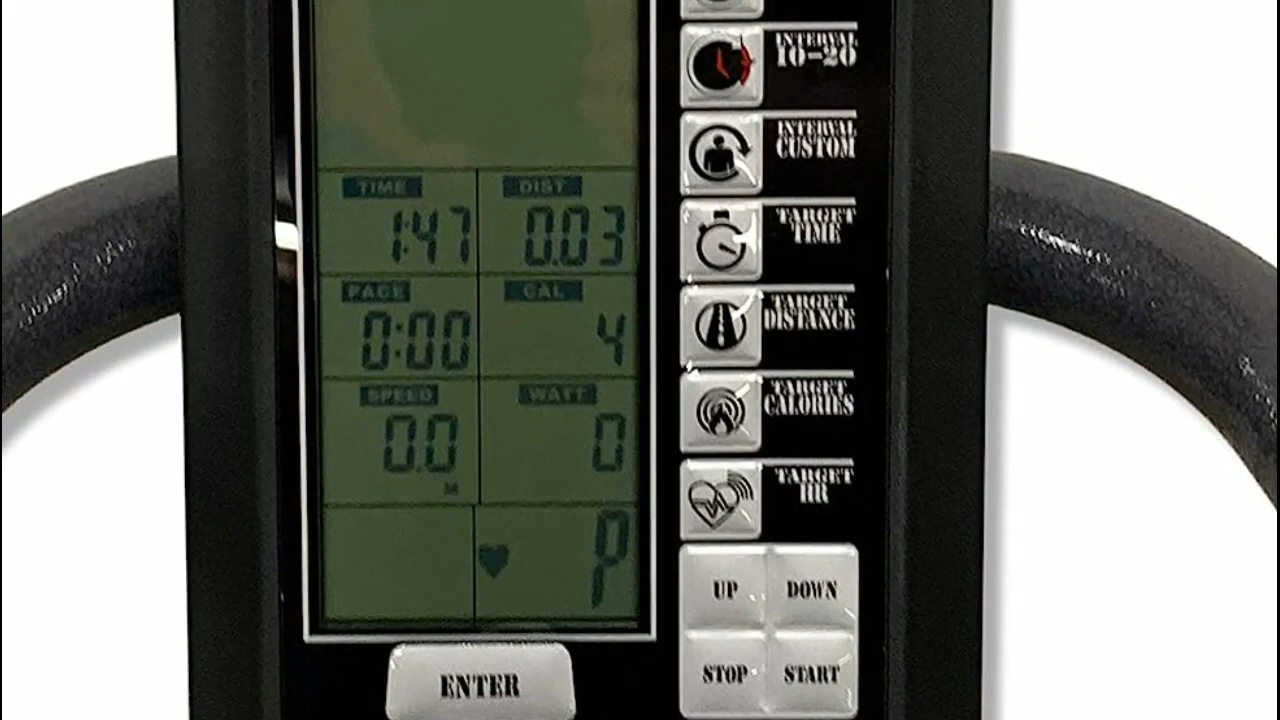 INTERVAL
10-20
INTERVAL
CUSTOM
TIME DIST
1:47 0.03
TARGET
TIME
PACE CAL
0:00 4
TARGET
DISTANCE
SPEED WATT
0.0 0
TARGET
CALORIES
TARGET
HR
P
UP DOWN
STOP START
ENTER